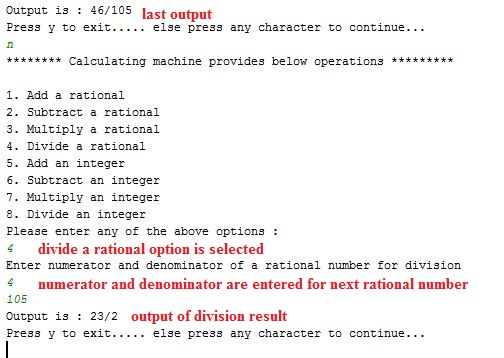 Output is : 46/105 last output
Press y to exit..... else press any character to continue...
n
******** Calculating machine provides below operations *********
1. Add a rational
2. Subtract a rational
3. Multiply a rational
4. Divide a rational
5. Add an integer
6. Subtract an integer
7. Multiply an integer
8. Divide an integer
Please enter any of the above options :
4 divide a rational option is selected
Enter numerator and denominator of a rational number for division
4 numerator and denominator are entered for next rational number
105
Output is : 23/2 output of division result
Press y to exit..... else press any character to continue...